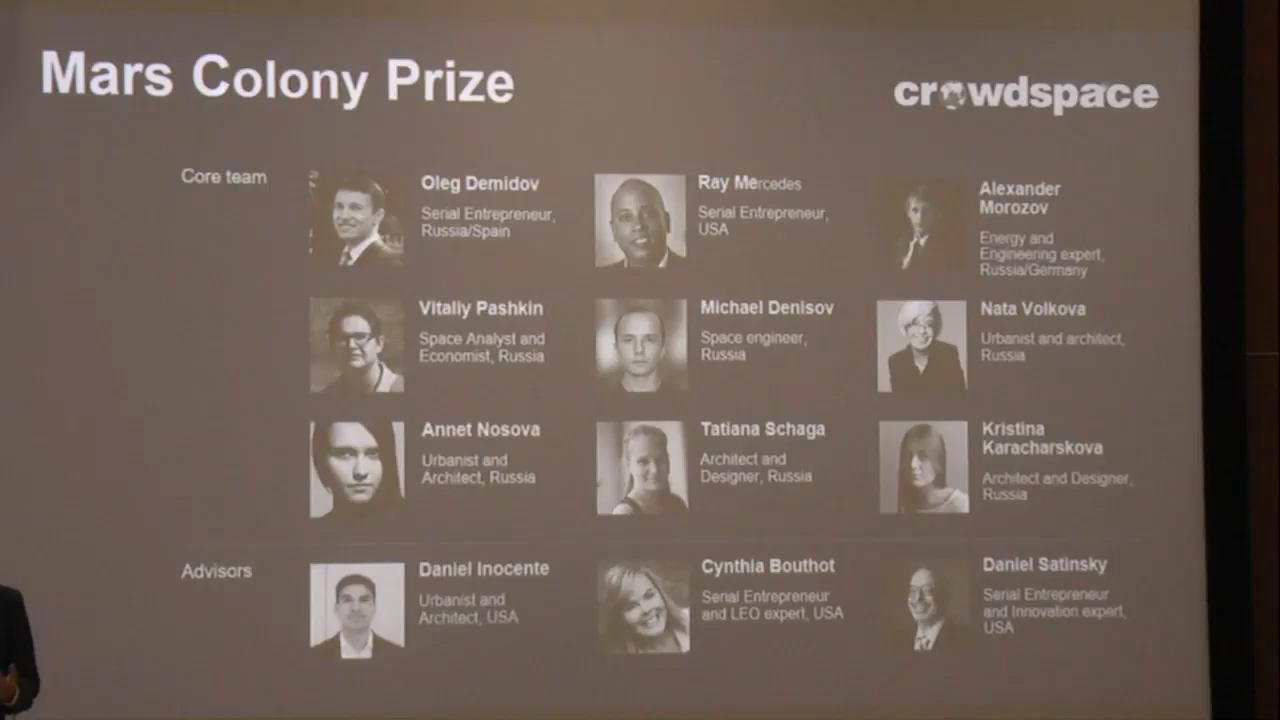 Mars Colony Prize
crowdspace
Core team
Oleg Demidov
Serial Entrepreneur,
Russia/Spain
Ray Mercedes
Serial Entrepreneur,
USA
Alexander
Morozov
Energy and
Engineering expert,
Russia/Germany
Vitaliy Pashkin
Space Analyst and
Economist, Russia
Michael Denisov
Space engineer,
Russia
Nata Volkova
Urbanist and architect,
Russia
Annet Nosova
Urbanist and
Architect, Russia
Tatiana Schaga
Architect and
Designer, Russia
Kristina
Karacharskova
Architect and Designer,
Russia
Advisors
Daniel Inocente
Urbanist and
Architect, USA
Cynthia Bouthot
Serial Entrepreneur
and LEO expert, USA
Daniel Satinsky
Serial Entrepreneur
and Innovation expert,
USA